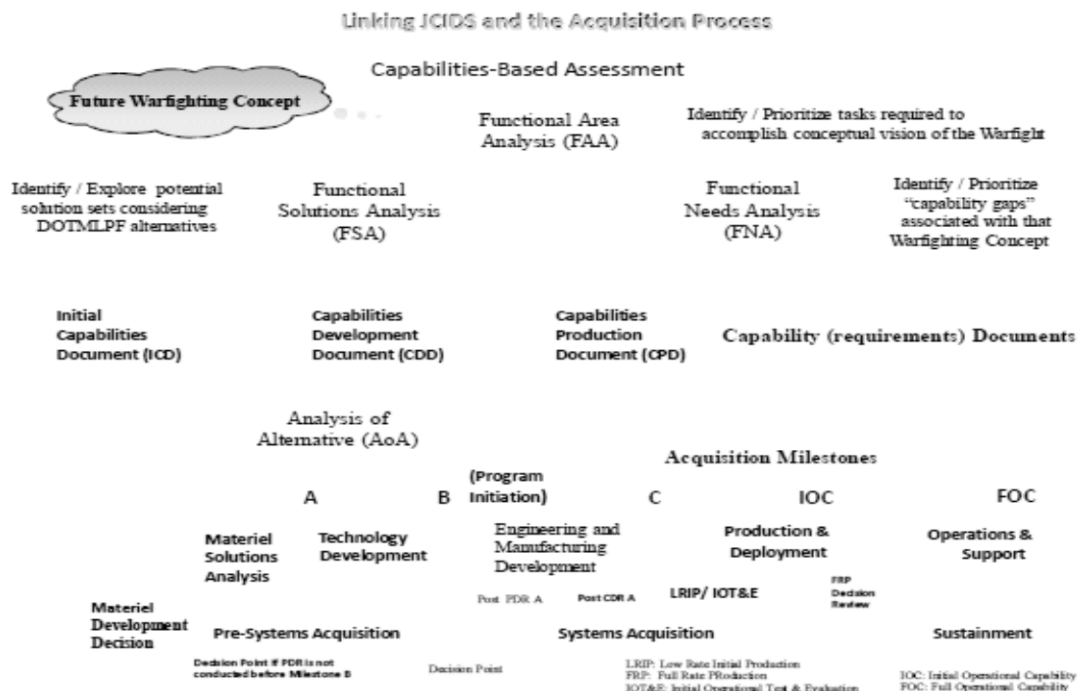 Linking JCIDS and the Acquisition Process
Capabilities-Based Assessment
Future Warfighting Concept
Functional Area
Analysis (FAA)
Identify / Prioritize tasks required to
accomplish conceptual vision of the Warfight
Identify / Explore potential
solution sets considering
DOTMLPF alternatives
Functional
Solutions Analysis
(FSA)
Functional
Needs Analysis
(FNA)
Identify / Prioritize
“capability gaps”
associated with that
Warfighting Concept
Initial
Capabilities
Document (ICD)
Capabilities
Development
Document (CDD)
Capabilities
Production
Document (CPD)
Capability (requirements) Documents
Analysis of
Alternative (AoA)
Acquisition Milestones
A
B
(Program
Initiation)
C
IOC
FOC
Materiel
Solutions
Analysis
Technology
Development
Engineering and
Manufacturing
Development
Production &
Deployment
Operations &
Support
Post PDR A
Post CDR A
LRIP/ IOT&E
FRP
Decision
Review
Materiel
Development
Decision
Pre-Systems Acquisition
Systems Acquisition
Sustainment
Decision Point if PDR is not
conducted before Milestone B
Decision Point
LRIP: Low Rate Initial Production
FRP: Full Rate PRoduction
IOT&E: Initial Operational Test & Evaluation
IOC: Initial Operational Capability
FOC: Full Operational Capability